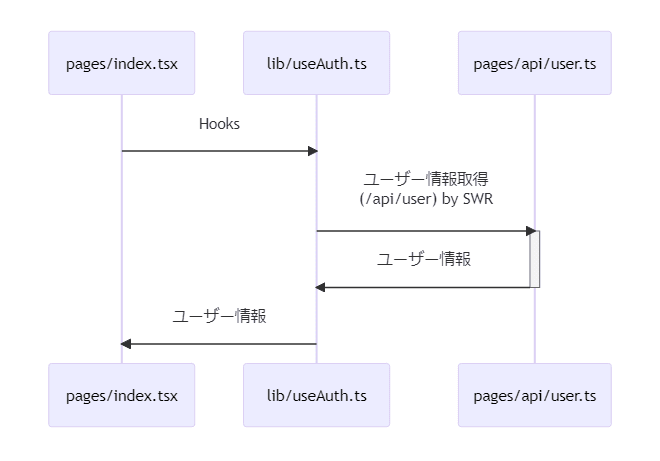 pages/index.tsx
lib/useAuth.ts
pages/api/user.ts
Hooks
ユーザー情報取得
(/api/user) by SWR
ユーザー情報
ユーザー情報
pages/index.tsx
lib/useAuth.ts
pages/api/user.ts